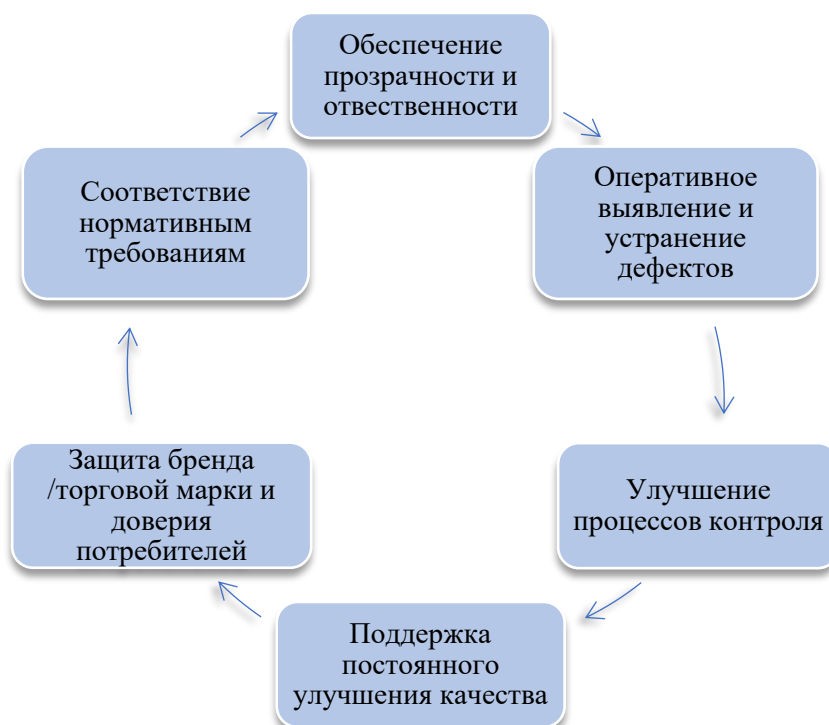 Обеспечение
прозрачности и
отвественности
Оперативное
выявление и
устранение
дефектов
Улучшение
процессов контроля
Поддержка
постоянного
улучшения качества
Защита бренда
/торговой марки и
доверия
потребителей
Соответствие
нормативным
требованиям